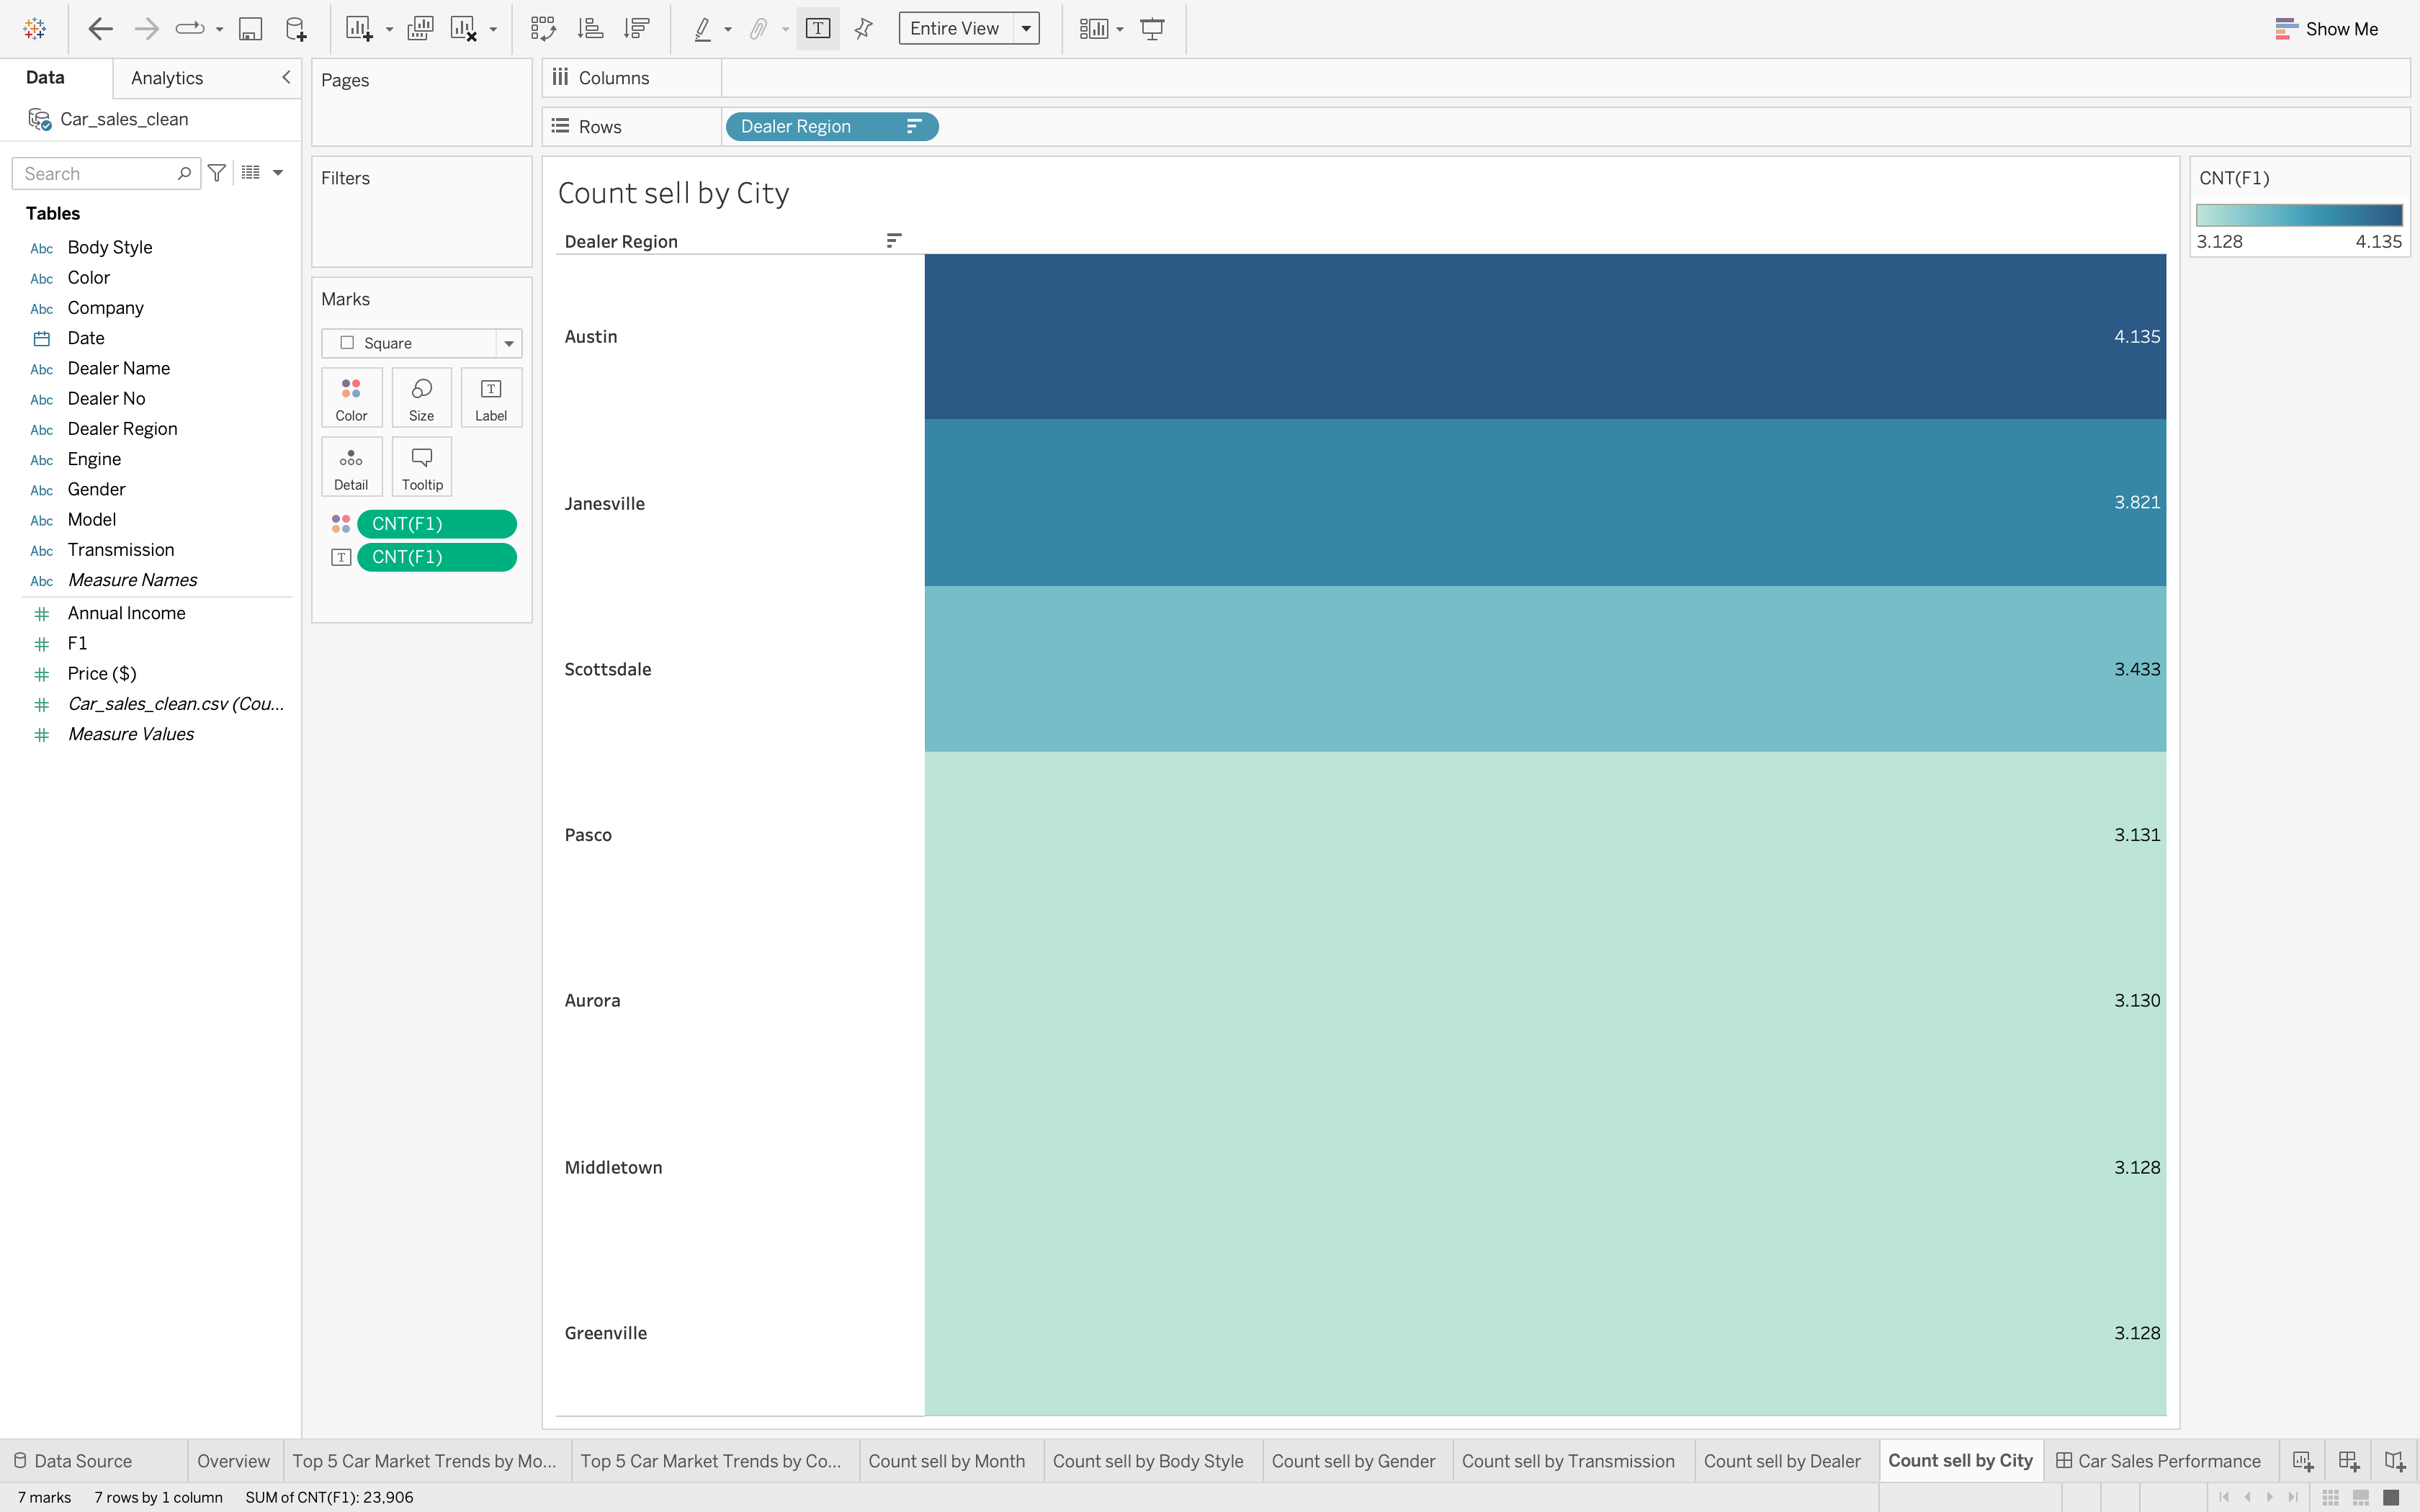 Entire View
Show Me
Data
Analytics
Car_sales_clean
Search
Tables
Abc Body Style
Abc Color
Abc Company
Date
Abc Dealer Name
Abc Dealer No
Abc Dealer Region
Abc Engine
Abc Gender
Abc Model
Abc Transmission
Abc Measure Names
Annual Income
F1
Price ($)
Car_sales_clean.csv (Cou...
Measure Values
Pages
Filters
Marks
Square
Color
Size
T
Label
Detail
Tooltip
CNT(F1)
T CNT(F1)
Columns
Rows
Dealer Region
Count sell by City
Dealer Region
Austin 4.135
Janesville 3.821
Scottsdale 3.433
Pasco 3.131
Aurora 3.130
Middletown 3.128
Greenville 3.128
CNT(F1)
3.128 4.135
Data Source
Overview
Top 5 Car Market Trends by Mo...
Top 5 Car Market Trends by Co...
Count sell by Month
Count sell by Body Style
Count sell by Gender
Count sell by Transmission
Count sell by Dealer
Count sell by City
Car Sales Performance
7 marks 7 rows by 1 column SUM of CNT(F1): 23,906